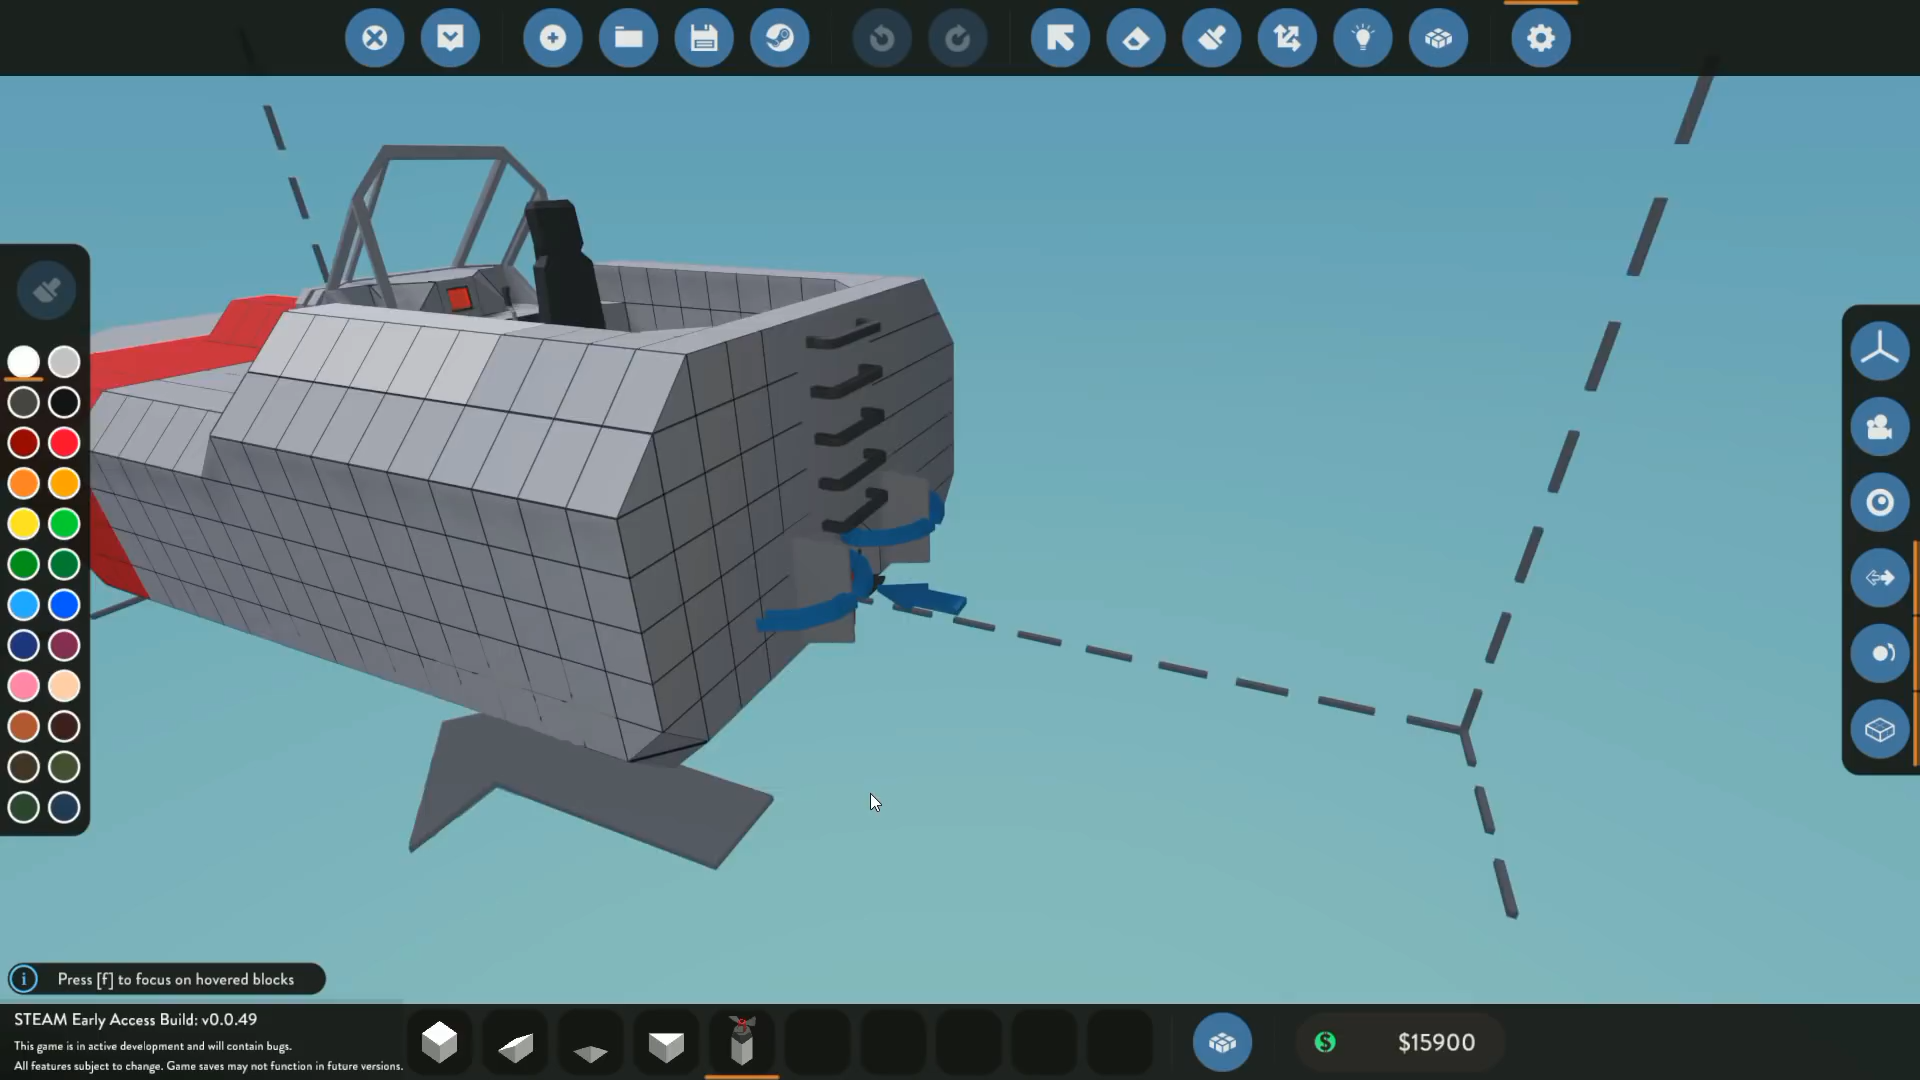 Press [f] to focus on hovered blocks
STEAM Early Access Build: v0.0.49
This game is in active development and will contain bugs.
All features subject to change. Game saves may not function in future versions.
$15900